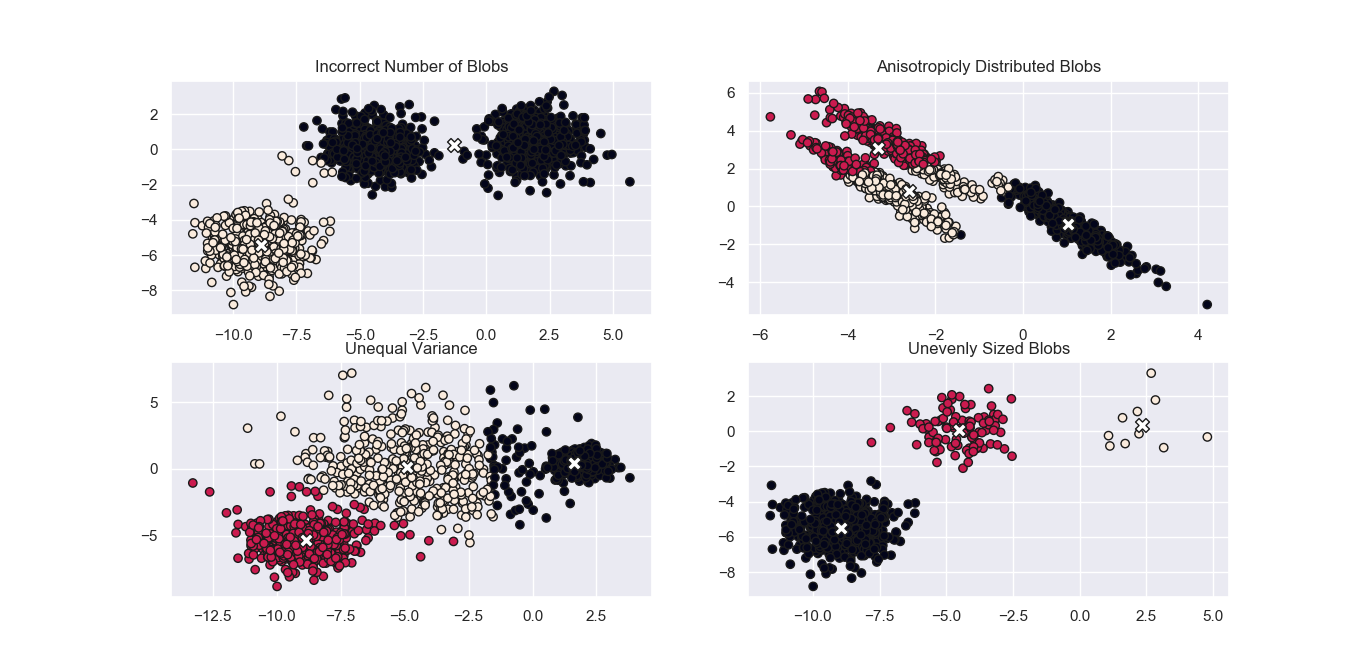 Incorrect Number of Blobs
2
0
−2
−4
−6
−8
−10.0 −7.5 −5.0 −2.5 0.0 2.5 5.0
Anisotropicly Distributed Blobs
6
4
2
0
−2
−4
−6 −4 −2 0 2 4
Unequal Variance
5
0
−5
−12.5 −10.0 −7.5 −5.0 −2.5 0.0 2.5
Unevenly Sized Blobs
2
0
−2
−4
−6
−8
−10.0 −7.5 −5.0 −2.5 0.0 2.5 5.0